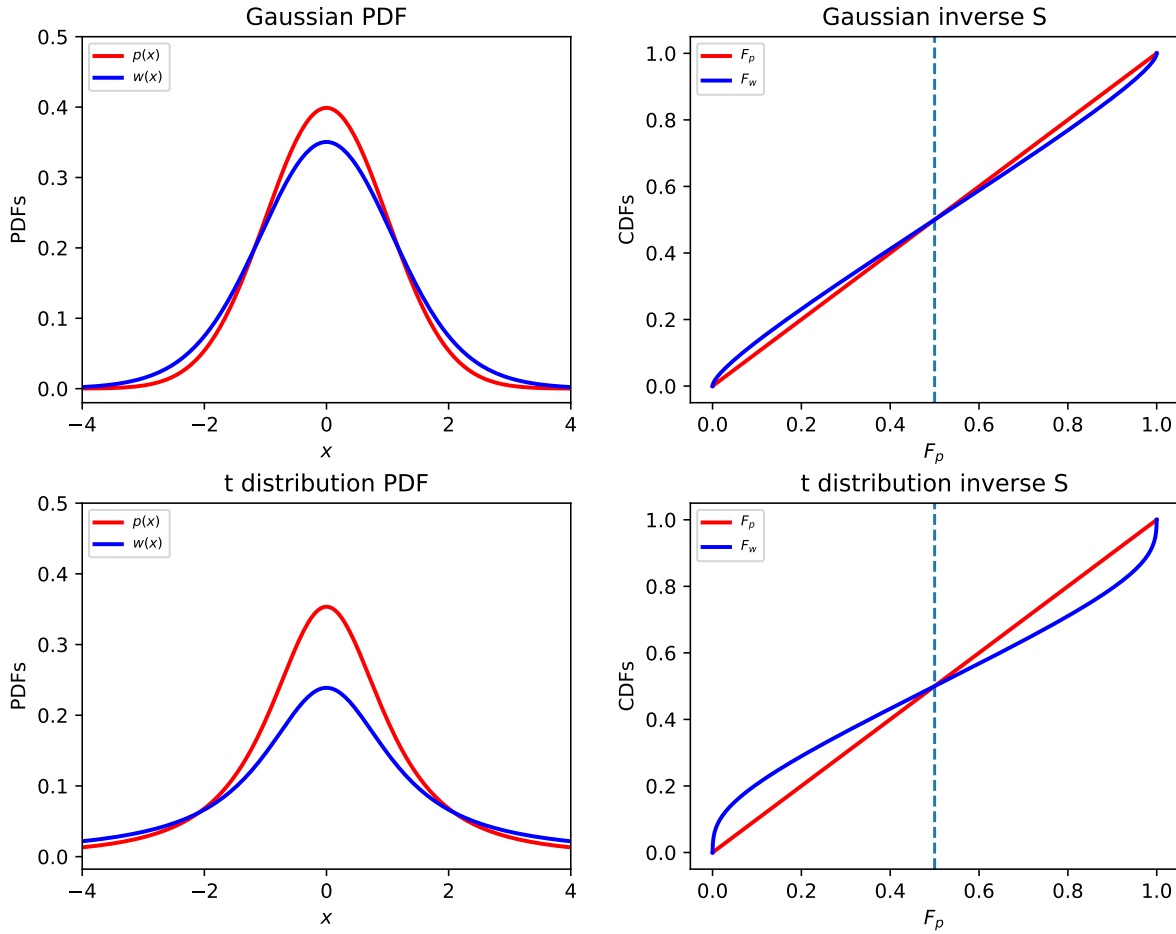 Gaussian PDF
0.5
0.4
0.3
0.2
0.1
0.0
PDFs
p(x)
w(x)
−4
−2
0
2
4
x
Gaussian inverse S
1.0
0.8
0.6
0.4
0.2
0.0
CDFs
F_p
F_w
0.0
0.2
0.4
0.6
0.8
1.0
F_p
t distribution PDF
0.5
0.4
0.3
0.2
0.1
0.0
PDFs
p(x)
w(x)
−4
−2
0
2
4
x
t distribution inverse S
1.0
0.8
0.6
0.4
0.2
0.0
CDFs
F_p
F_w
0.0
0.2
0.4
0.6
0.8
1.0
F_p